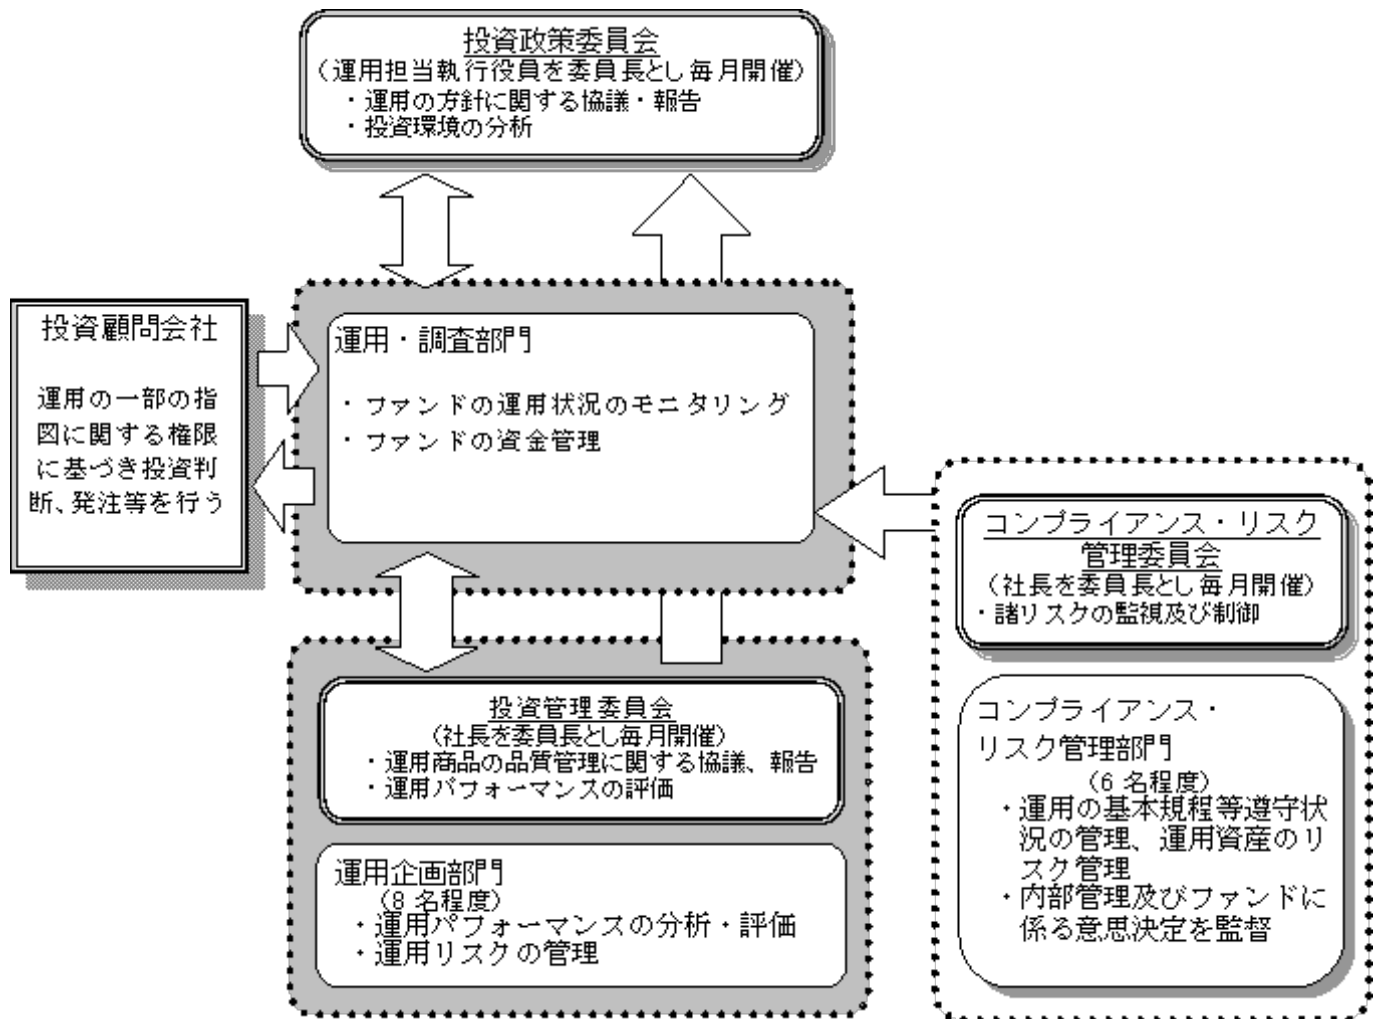 投資政策委員会
（運用担当執行役員を委員長とし毎月開催）
・運用の方針に関する協議・報告
・投資環境の分析
投資顧問会社
運用の一部の指
図に関する権限
に基づき投資判
断、発注等を行う
運用・調査部門
・ファンドの運用状況のモニタリング
・ファンドの資金管理
コンプライアンス・リスク
管理委員会
（社長を委員長とし毎月開催）
・諸リスクの監視及び制御
コンプライアンス・
リスク管理部門
（6 名程度）
・運用の基本規程等遵守状
況の管理、運用資産のリ
スク管理
・内部管理及びファンドに
係る意思決定を監督
投資管理委員会
（社長を委員長とし毎月開催）
・運用商品の品質管理に関する協議、報告
・運用パフォーマンスの評価
運用企画部門
（8 名程度）
・運用パフォーマンスの分析・評価
・運用リスクの管理